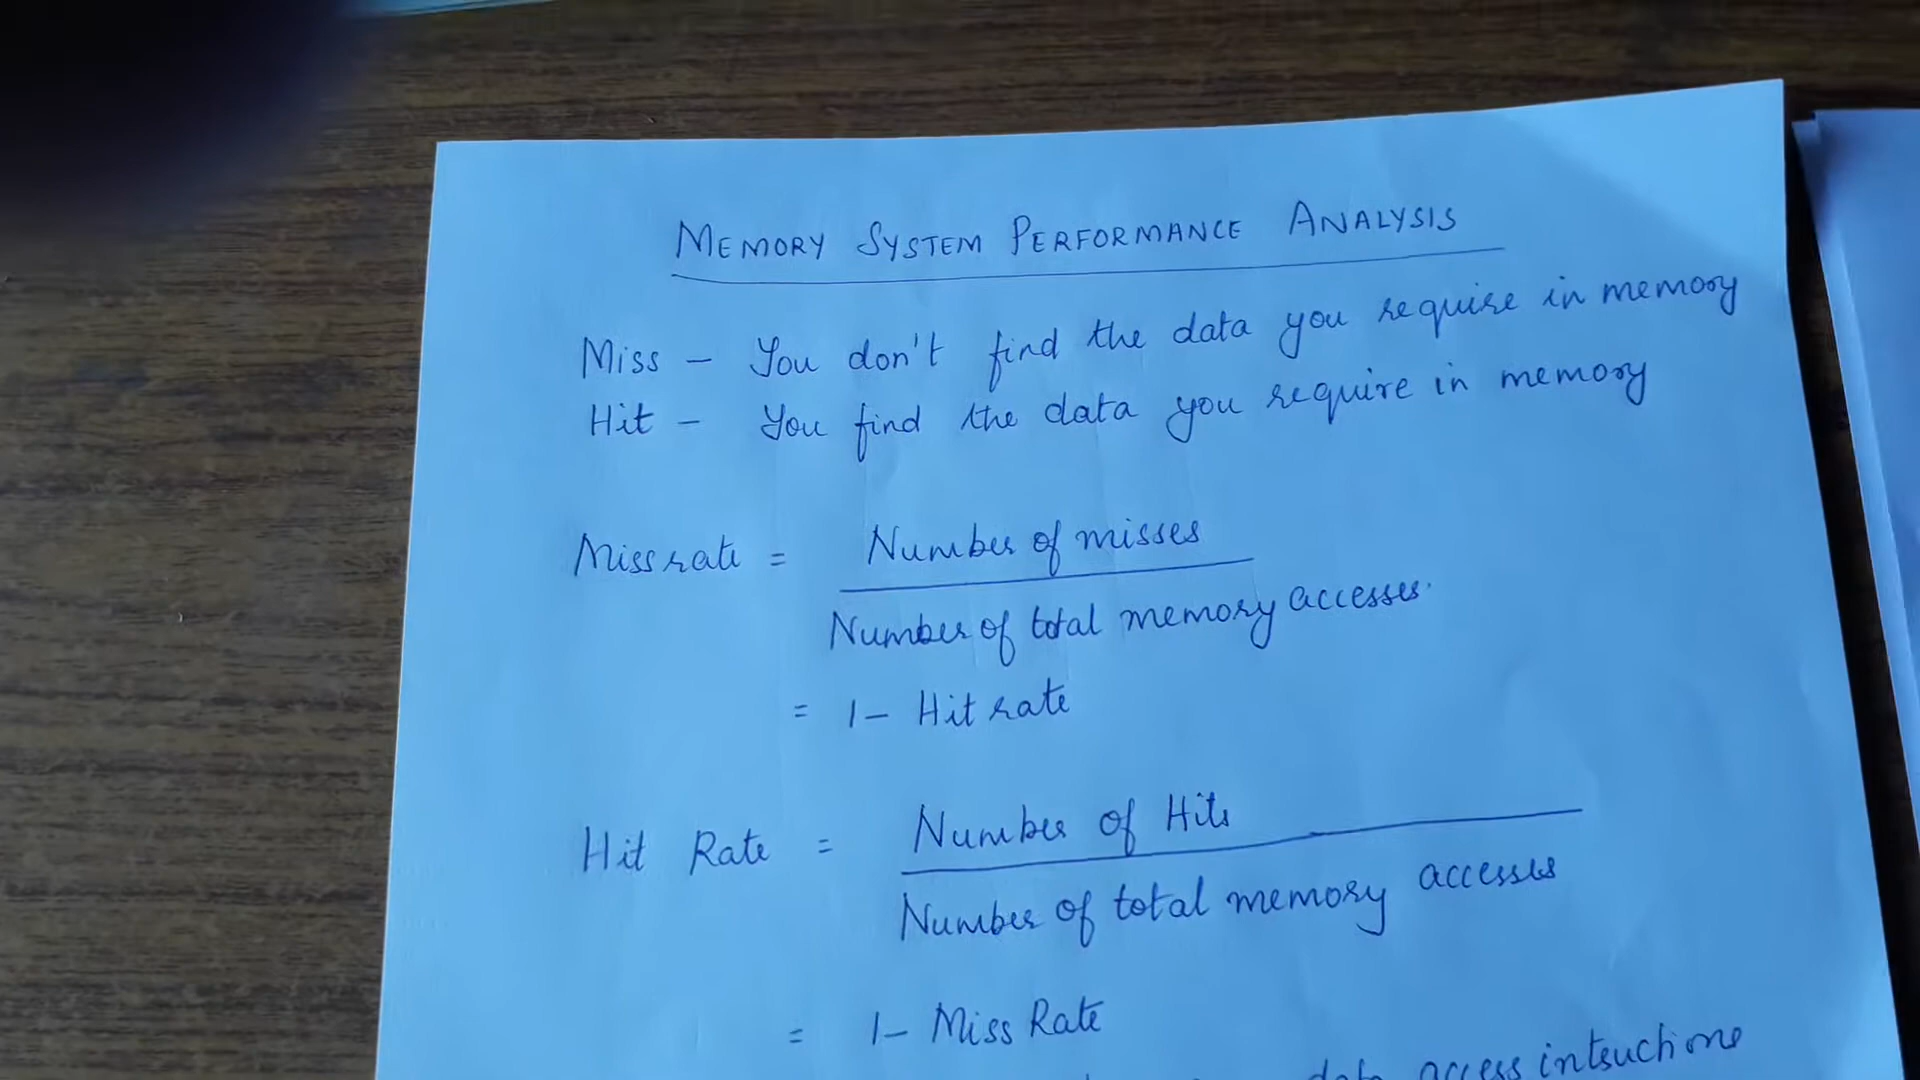 MEMORY SYSTEM PERFORMANCE ANALYSIS
Miss – You don't find the data you require in memory
Hit – You find the data you require in memory
Miss rate = Number of misses
Number of total memory accesses.
= 1 – Hit rate
Hit Rate = Number of Hits
Number of total memory accesses
= 1 – Miss Rate
data access intsuctions